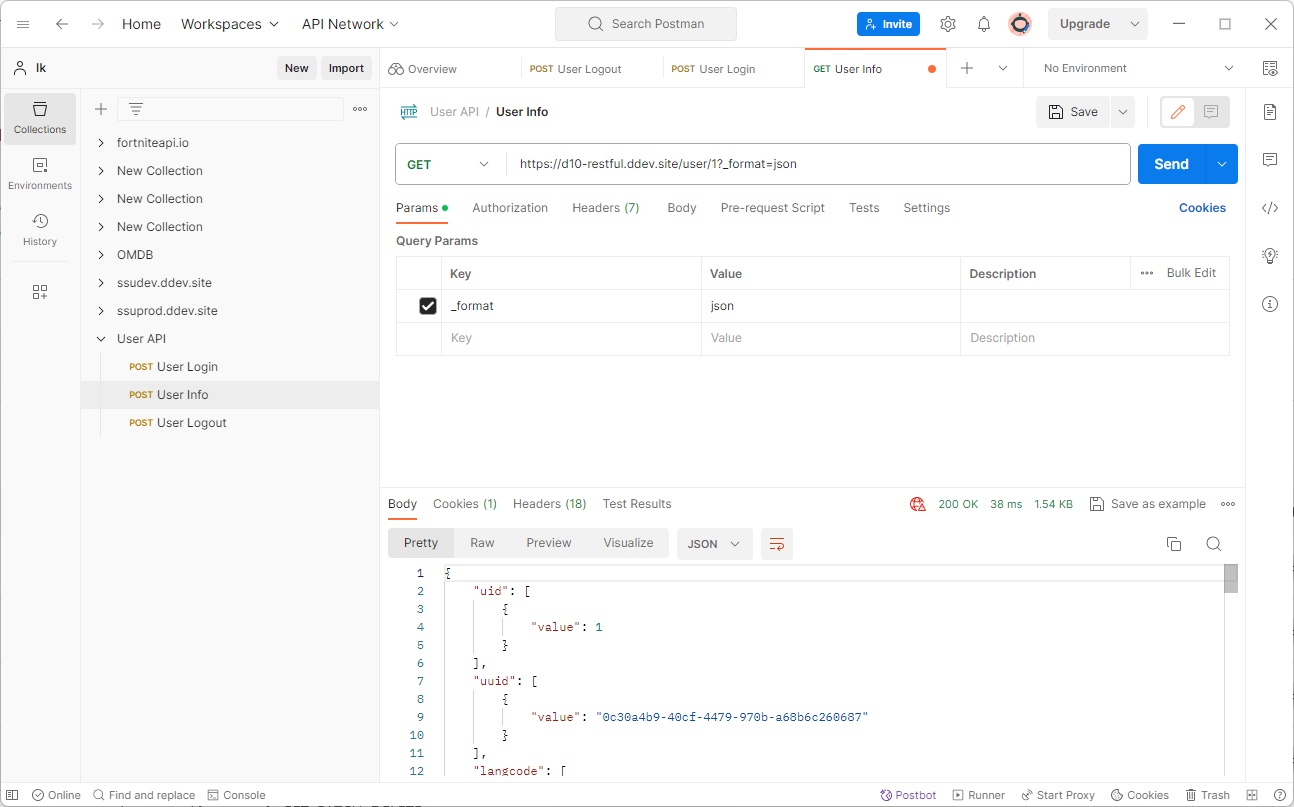 Home Workspaces API Network Search Postman Invite Upgrade
lk New Import
Overview POST User Logout POST User Login GET User Info No Environment
Collections
Environments
History
fortniteapi.io
New Collection
New Collection
New Collection
OMDB
ssudev.ddev.site
ssuprod.ddev.site
User API
POST User Login
POST User Info
POST User Logout
HTTP User API / User Info Save
GET https://d10-restful.ddev.site/user/1?_format=json Send
Params Authorization Headers (7) Body Pre-request Script Tests Settings Cookies
Query Params
Key Value Description Bulk Edit
_format json
Key Value Description
Body Cookies (1) Headers (18) Test Results 200 OK 38 ms 1.54 KB Save as example
Pretty Raw Preview Visualize JSON
1 {
2 "uid": [
3 {
4 "value": 1
5 }
6 ],
7 "uuid": [
8 {
9 "value": "0c30a4b9-40cf-4479-970b-a68b6c260687"
10 }
11 ],
12 "langcode": [
Online Find and replace Console Postbot Runner Start Proxy Cookies Trash